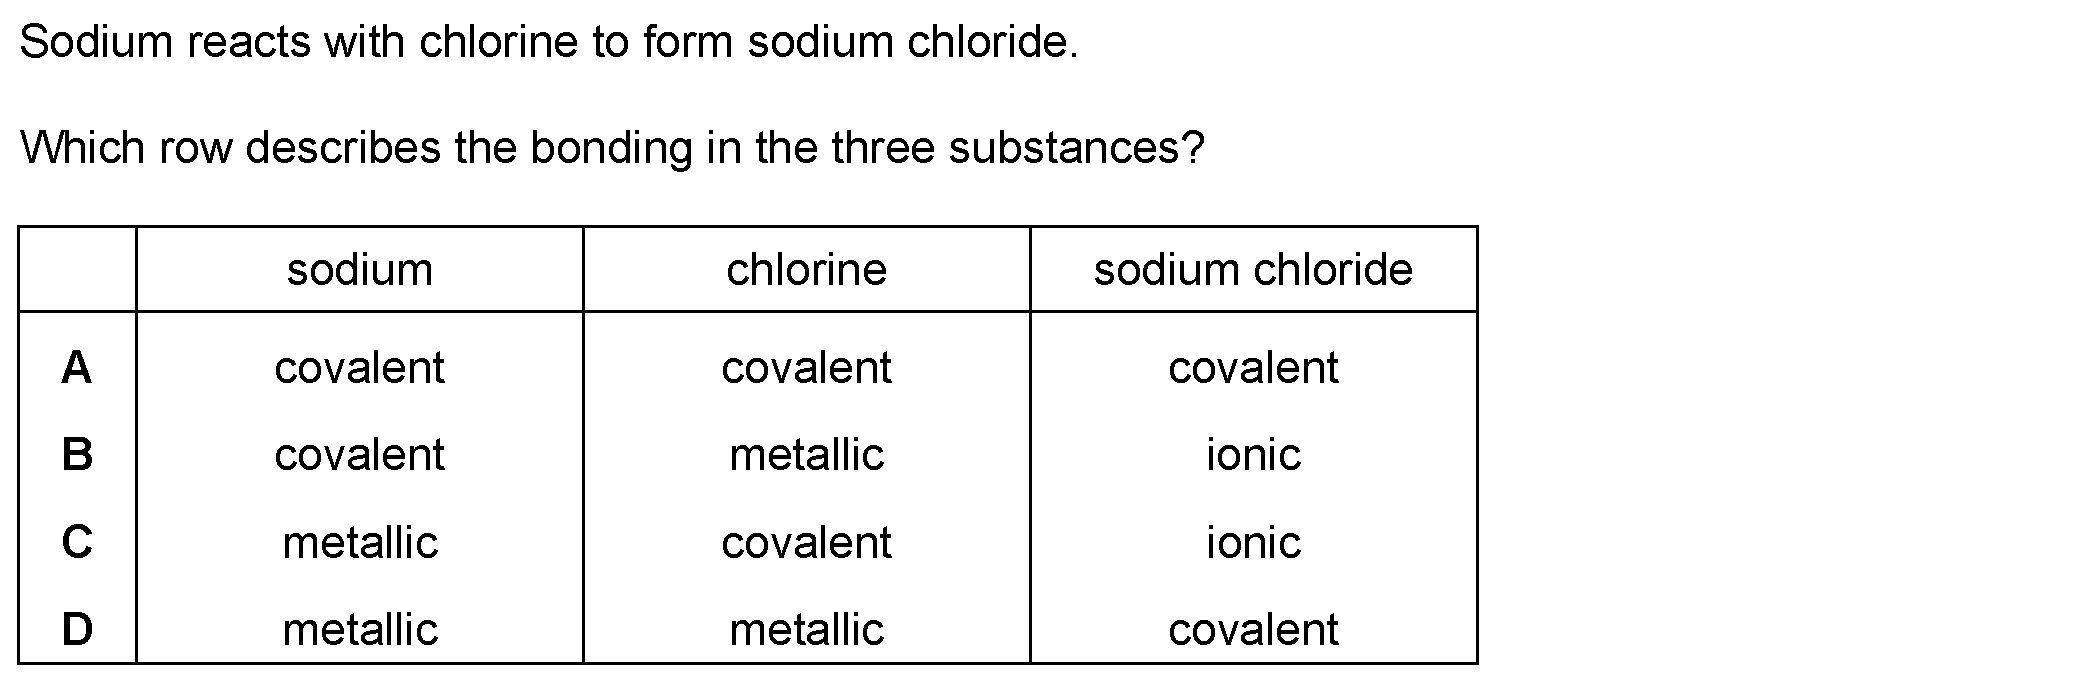 Sodium reacts with chlorine to form sodium chloride.
Which row describes the bonding in the three substances?
sodium chlorine sodium chloride
A covalent covalent covalent
B covalent metallic ionic
C metallic covalent ionic
D metallic metallic covalent